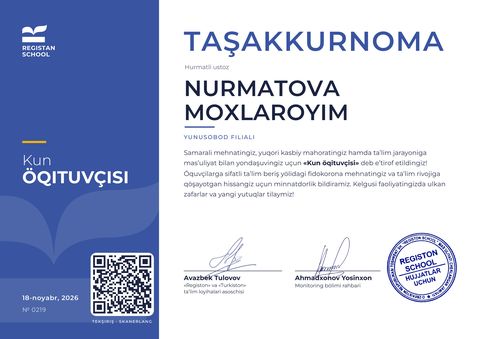 REGISTAN
SCHOOL
Kun
ÖQITUVÇISI
18-noyabr, 2026
№ 0219
TEKŞIRIŞ - SKANERLANG
TAŞAKKURNOMA
Hurmatli ustoz
NURMATOVA
MOXLAROYIM
YUNUSOBOD FILIALI
Samarali mehnatingiz, yuqori kasbiy mahoratingiz hamda ta’lim jarayoniga
mas’uliyat bilan yondaşuvingiz uçun «Kun öqituvçisi» deb e’tirof etildingiz!
Öquvçilarga sifatli ta’lim beriş yölidagi fidokorona mehnatingiz va ta’lim rivojiga
qöşayotgan hissangiz uçun minnatdorlik bildiramiz. Kelgusi faoliyatingizda ulkan
zafarlar va yangi yutuqlar tilaymiz!
Avazbek Tulovov
«Registon» va «Turkiston»
ta’lim loyihalari asoschisi
Ahmadxonov Yosinxon
Monitoring bölimi rahbari
REGISTON
SCHOOL
HUJJATLAR
UCHUN